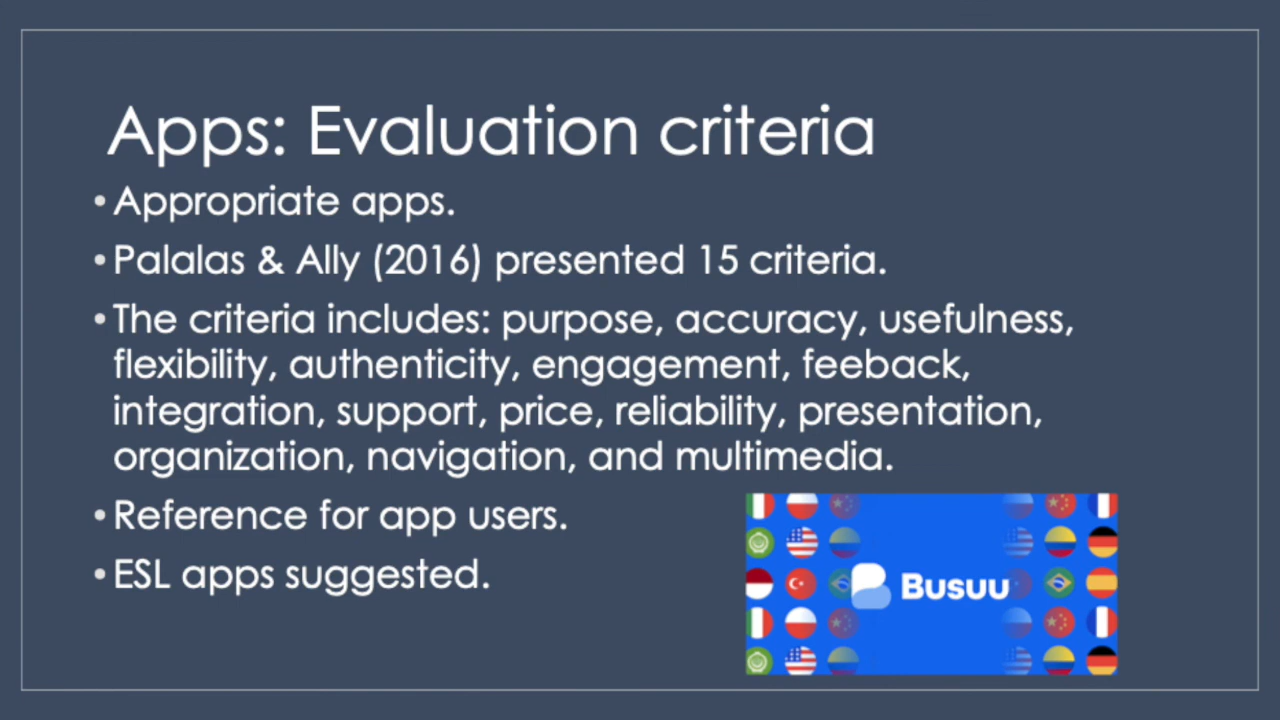 Apps: Evaluation criteria
• Appropriate apps.
• Palalas & Ally (2016) presented 15 criteria.
• The criteria includes: purpose, accuracy, usefulness,
flexibility, authenticity, engagement, feeback,
integration, support, price, reliability, presentation,
organization, navigation, and multimedia.
• Reference for app users.
• ESL apps suggested.
Busuu